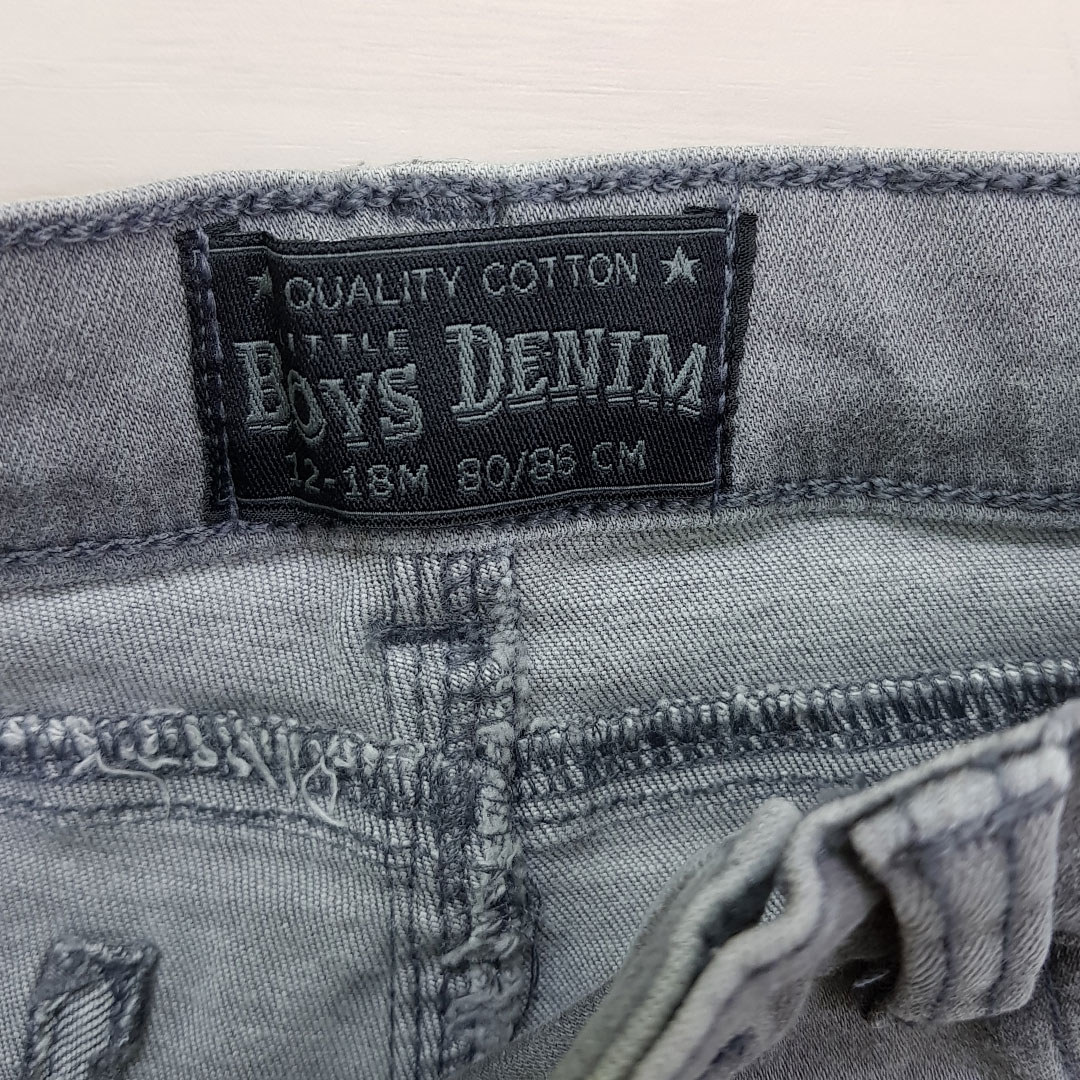 QUALITY COTTON
LITTLE
BOYS DENIM
12-18M 80/86 CM